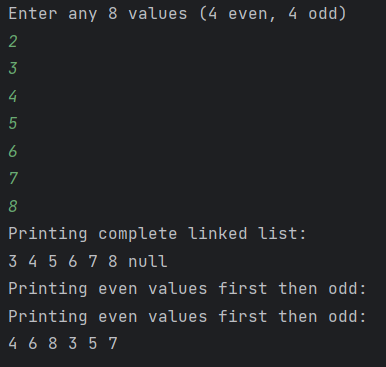 Enter any 8 values (4 even, 4 odd)
2
3
4
5
6
7
8
Printing complete linked list:
3 4 5 6 7 8 null
Printing even values first then odd:
Printing even values first then odd:
4 6 8 3 5 7